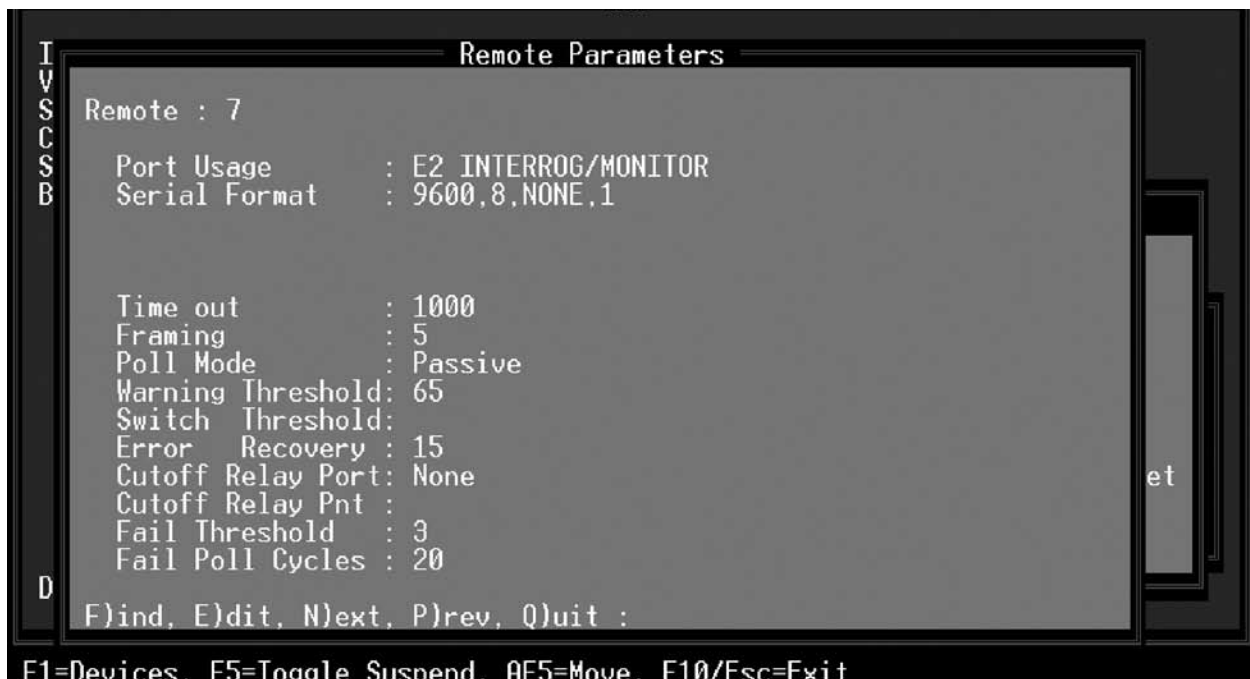 Remote Parameters
I
V
S
C
S
B
Remote : 7
Port Usage : E2 INTERROG/MONITOR
Serial Format : 9600,8,NONE,1
Time out : 1000
Framing : 5
Poll Mode : Passive
Warning Threshold: 65
Switch Threshold:
Error Recovery : 15
Cutoff Relay Port: None
et
Cutoff Relay Pnt :
Fail Threshold : 3
Fail Poll Cycles : 20
D
F)ind, E)dit, N)ext, P)rev, Q)uit :
F1=Devices, F5=Toggle Suspend, AF5=Move, F10/Esc=Exit